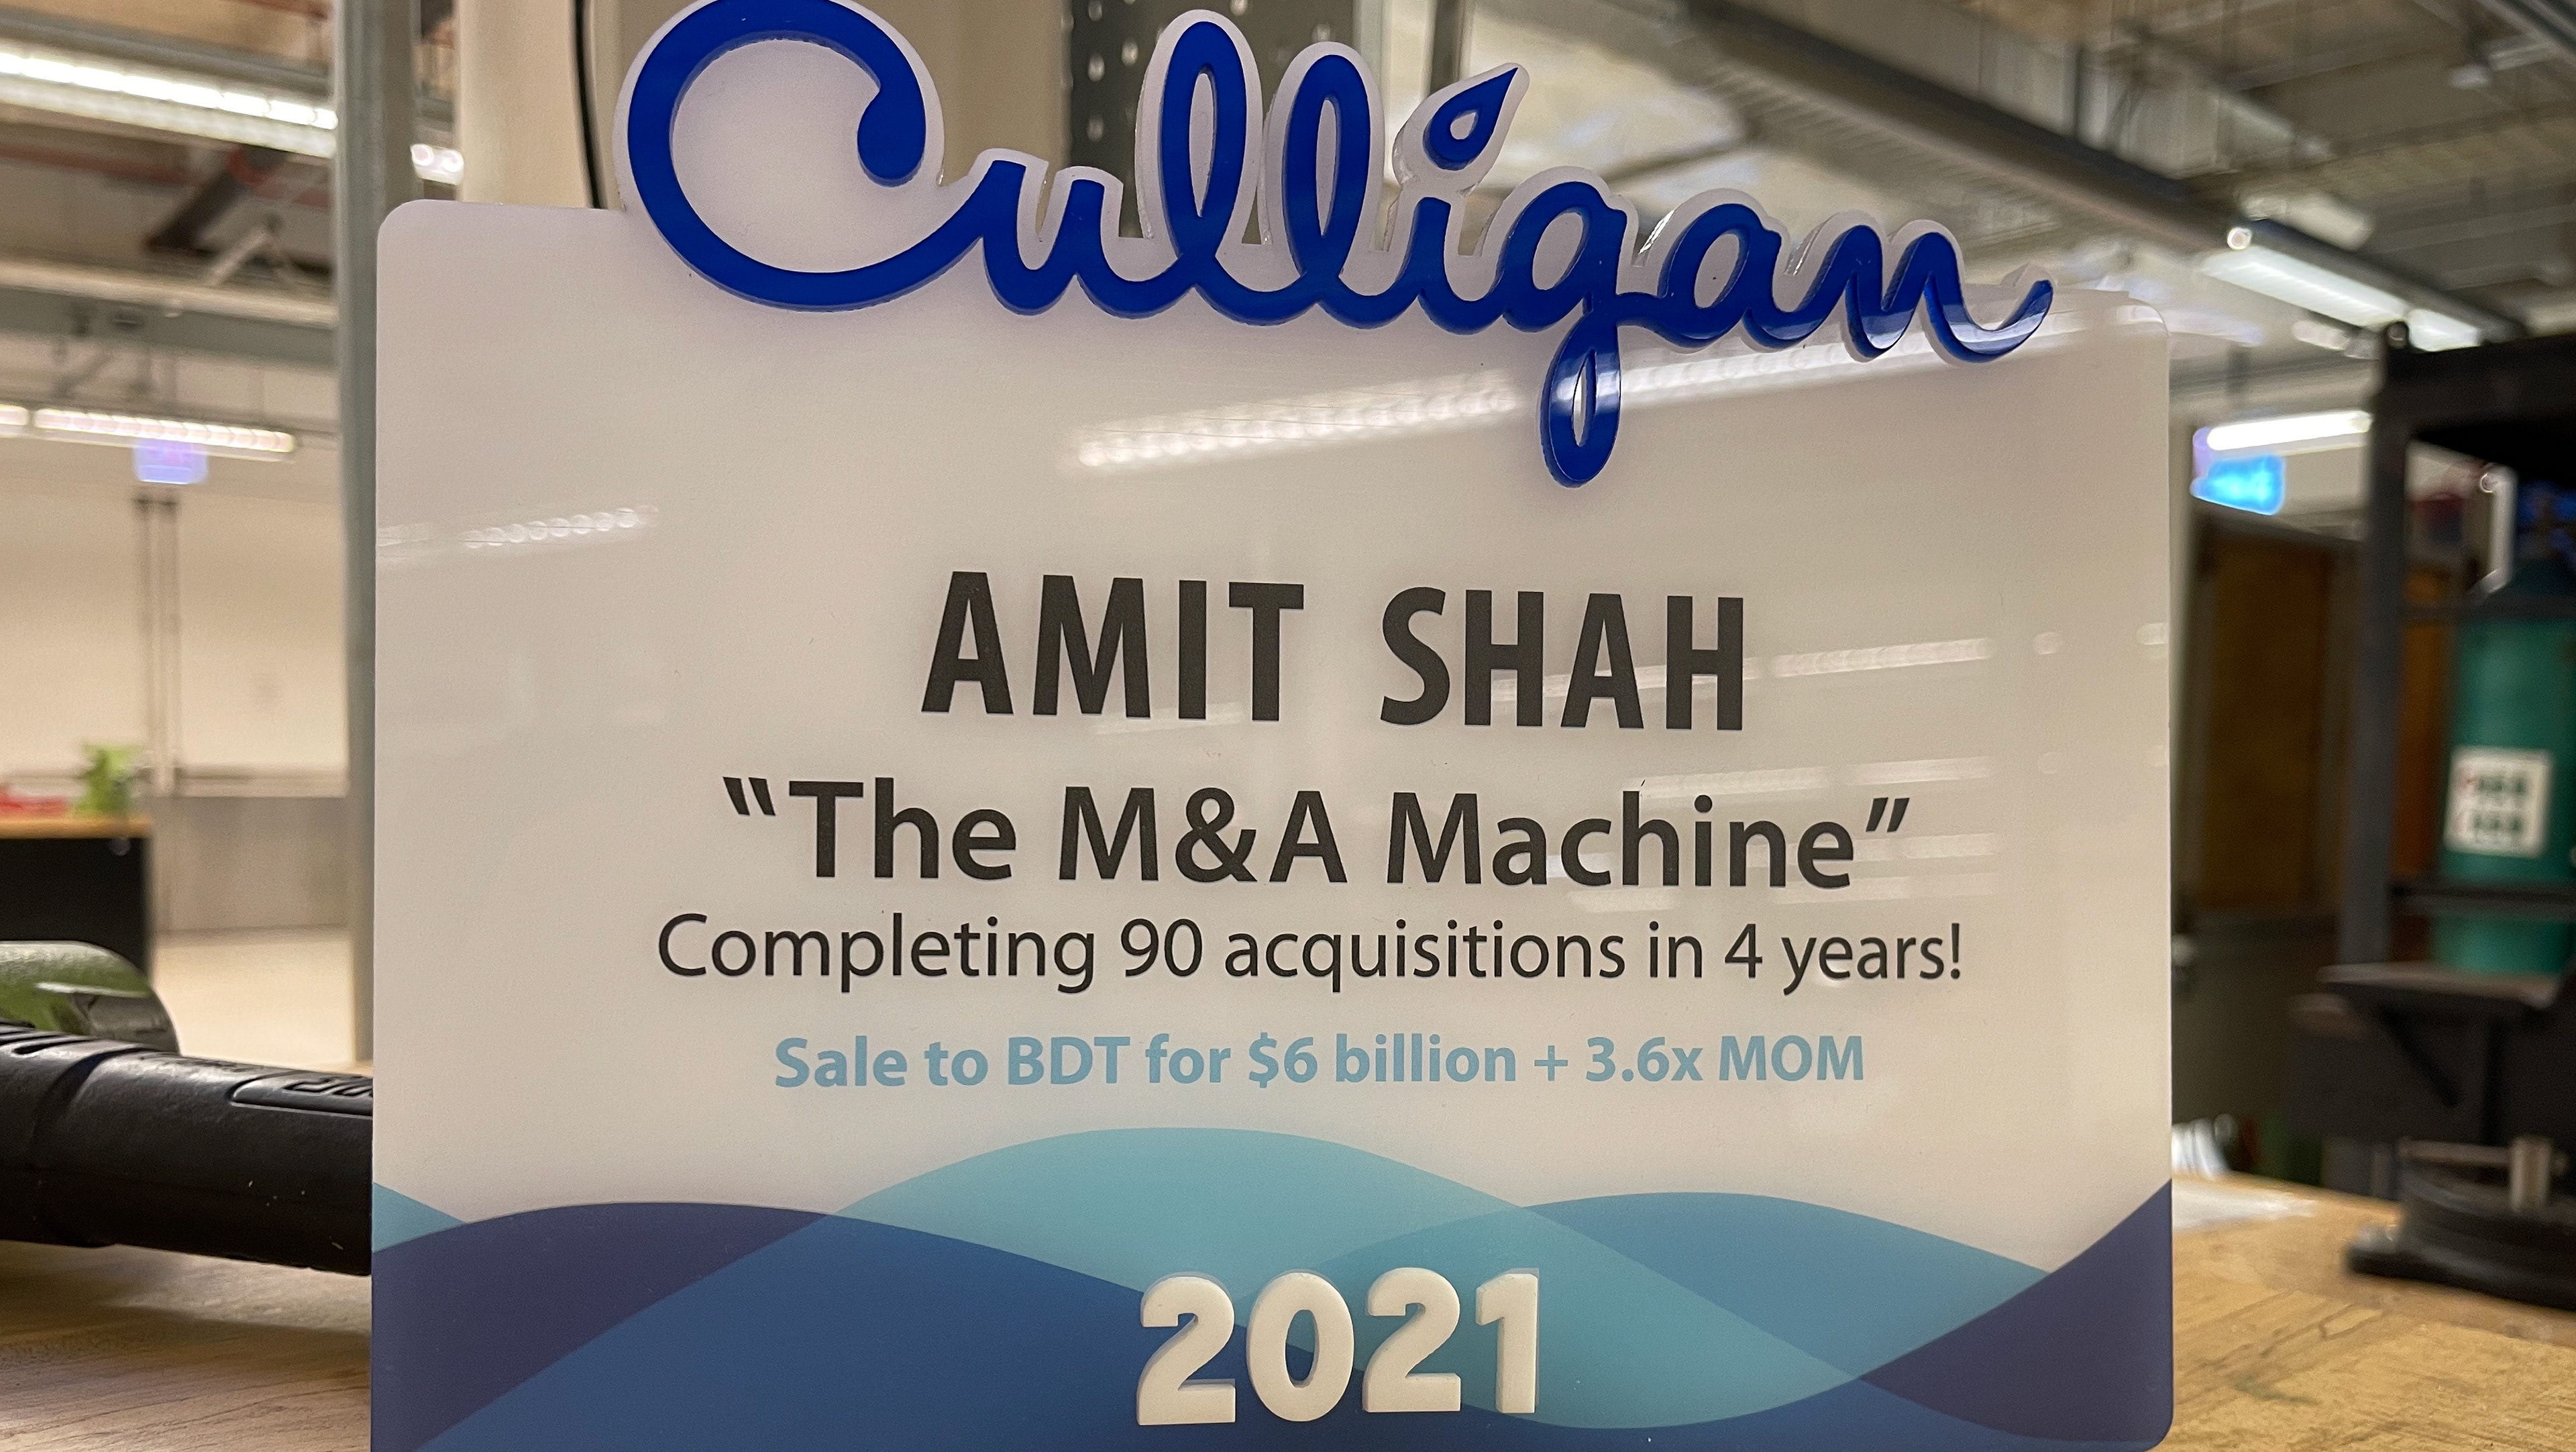 Culligan
AMIT SHAH
"The M&A Machine"
Completing 90 acquisitions in 4 years!
Sale to BDT for $6 billion + 3.6x MOM
2021